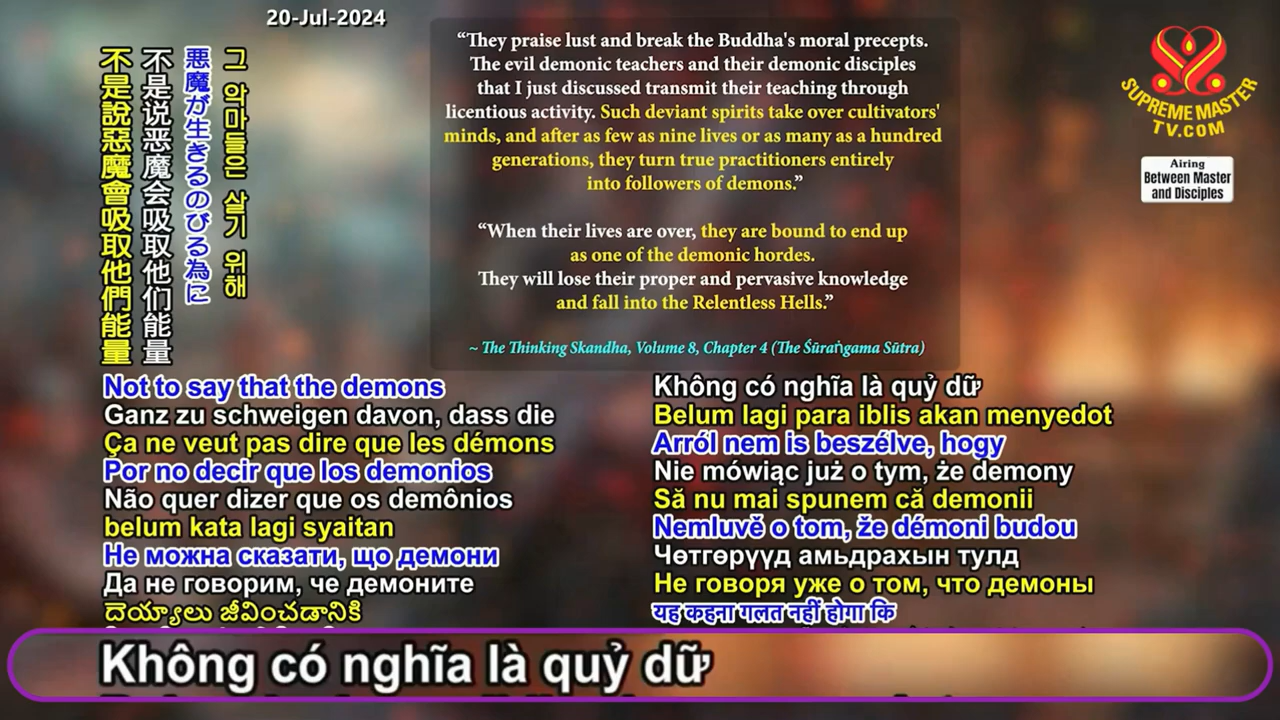 20-Jul-2024
不是說惡魔會吸取他們能量
不是说恶魔会吸取他们能量
悪魔が生きるのびる為に
그 악마들은 살기 위해
“They praise lust and break the Buddha's moral precepts.
The evil demonic teachers and their demonic disciples
that I just discussed transmit their teaching through
licentious activity. Such deviant spirits take over cultivators'
minds, and after as few as nine lives or as many as a hundred
generations, they turn true practitioners entirely
into followers of demons.”
“When their lives are over, they are bound to end up
as one of the demonic hordes.
They will lose their proper and pervasive knowledge
and fall into the Relentless Hells.”
~ The Thinking Skandha, Volume 8, Chapter 4 (The Śūraṅgama Sūtra)
SUPREME MASTER
TV.COM
Airing
Between Master
and Disciples
Not to say that the demons
Ganz zu schweigen davon, dass die
Ça ne veut pas dire que les démons
Por no decir que los demonios
Não quer dizer que os demônios
belum kata lagi syaitan
Не можна сказати, що демони
Да не говорим, че демоните
దెయ్యాలు జీవించడానికి
Không có nghĩa là quỷ dữ
Belum lagi para iblis akan menyedot
Arról nem is beszélve, hogy
Nie mówiąc już o tym, że demony
Să nu mai spunem că demonii
Nemluvě o tom, že démoni budou
Чөтгөрүүд амьдрахын тулд
Не говоря уже о том, что демоны
यह कहना गलत नहीं होगा कि
Không có nghĩa là quỷ dữ